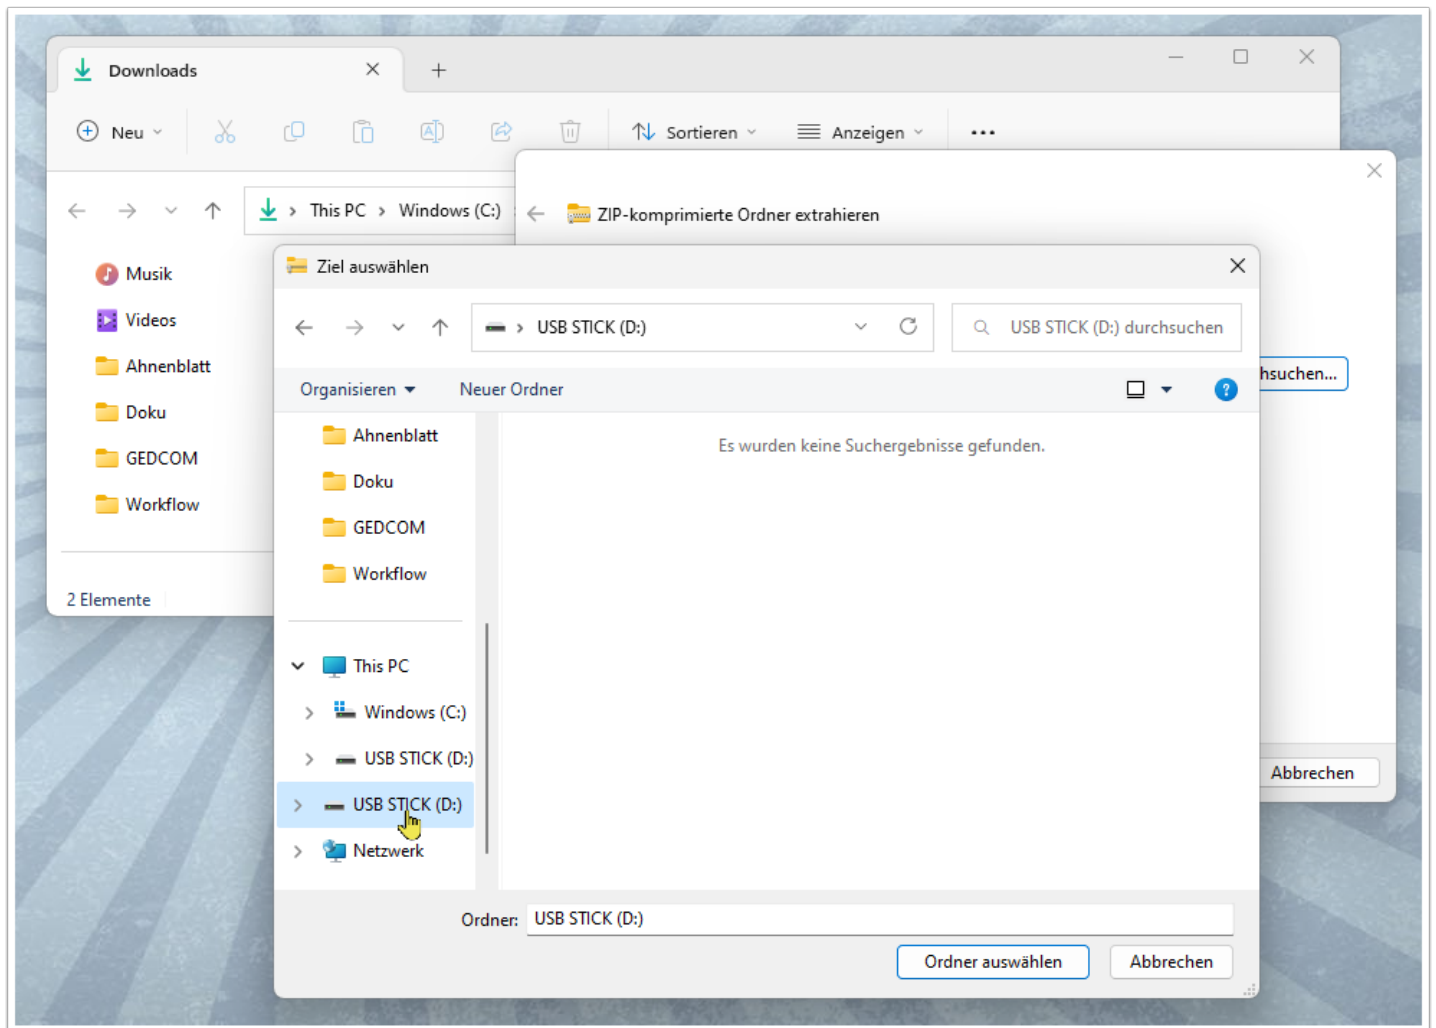 Downloads
Neu
Sortieren
Anzeigen
This PC > Windows (C:)
ZIP-komprimierte Ordner extrahieren
Musik
Videos
Ahnenblatt
Doku
GEDCOM
Workflow
2 Elemente
hsuchen...
Abbrechen
Ziel auswählen
USB STICK (D:)
USB STICK (D:) durchsuchen
Organisieren
Neuer Ordner
?
Ahnenblatt
Doku
GEDCOM
Workflow
This PC
Windows (C:)
USB STICK (D:)
USB STICK (D:)
Netzwerk
Es wurden keine Suchergebnisse gefunden.
Ordner: USB STICK (D:)
Ordner auswählen
Abbrechen